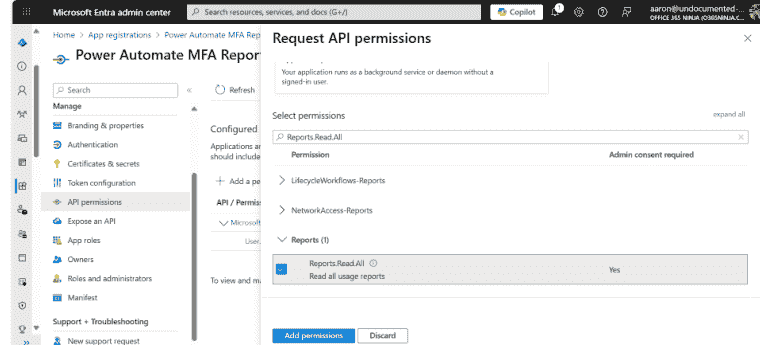 Microsoft Entra admin center
Search resources, services, and docs (G+/)
Copilot
1
aaron@undocumented-...
OFFICE 365 NINJA (O365NINJA.C...
Home > App registrations > Power Automate MFA Rep
Power Automate MFA Repor
Search
«
Refresh
Manage
Branding & properties
Authentication
Certificates & secrets
Token configuration
API permissions
Expose an API
App roles
Owners
Roles and administrators
Manifest
Support + Troubleshooting
New support request
Configured
Applications ar
should include
Add a pe
API / Permiss
Microsoft
User.
To view and ma
Request API permissions
Your application runs as a background service or daemon without a
signed-in user.
Select permissions
expand all
Reports.Read.All
Permission
Admin consent required
LifecycleWorkflows-Reports
NetworkAccess-Reports
Reports (1)
Reports.Read.All
Read all usage reports
Yes
Add permissions
Discard